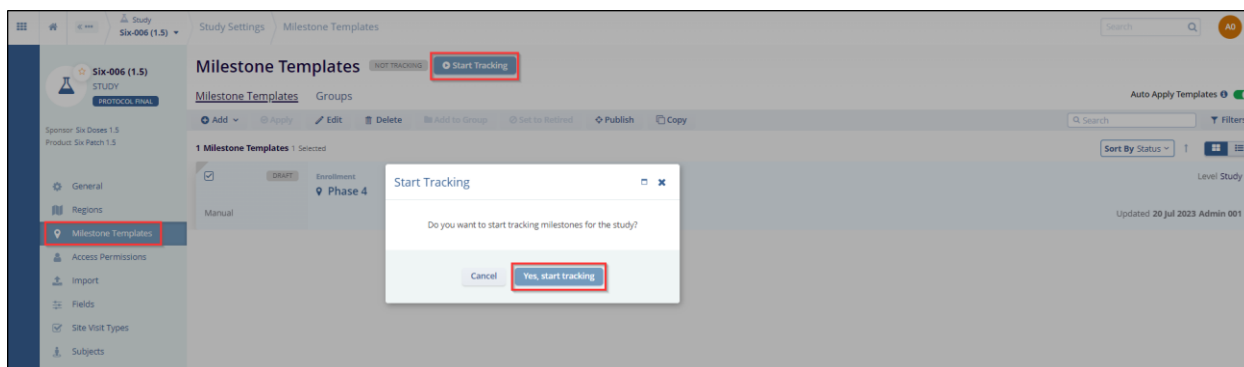 Study
Six-006 (1.5)
Study Settings
Milestone Templates
Search
AO
Six-006 (1.5)
STUDY
PROTOCOL FINAL
Sponsor Six Doses 1.5
Product Six Patch 1.5
General
Regions
Milestone Templates
Access Permissions
Import
Fields
Site Visit Types
Subjects
Milestone Templates NOT TRACKING Start Tracking
Milestone Templates Groups
Auto Apply Templates
Add Apply Edit Delete Add to Group Set to Retired Publish Copy
Search Filters
1 Milestone Templates 1 Selected
Sort By Status
DRAFT
Enrollment
Phase 4
Level Study
Manual
Updated 20 Jul 2023 Admin 001
Start Tracking
Do you want to start tracking milestones for the study?
Cancel Yes, start tracking